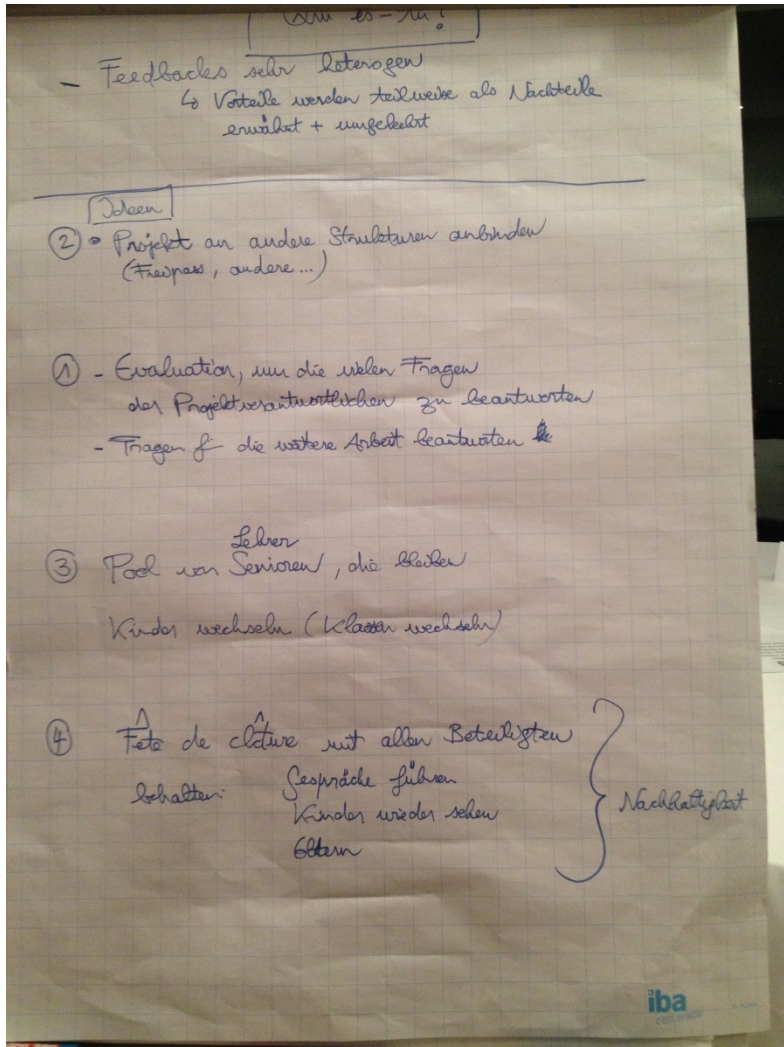 - Feedbacks sehr heterogen
↳ Vorteile werden teilweise als Nachteile
erwähnt + umgekehrt
Ideen
② • Projekt an andere Strukturen anbinden
(Freipass, andere...)
① - Evaluation, um die vielen Fragen
der Projektverantwortlichen zu beantworten
- Fragen f die weitere Arbeit beantworten
Lehrer
③ Pool von Senioren, die bleiben
Kinder wechseln (Klassen wechseln)
④ Fête de clôture mit allen Beteiligten
behalten: Gespräche führen
Kinder wieder sehen
Eltern
Nachhaltigkeit
iba